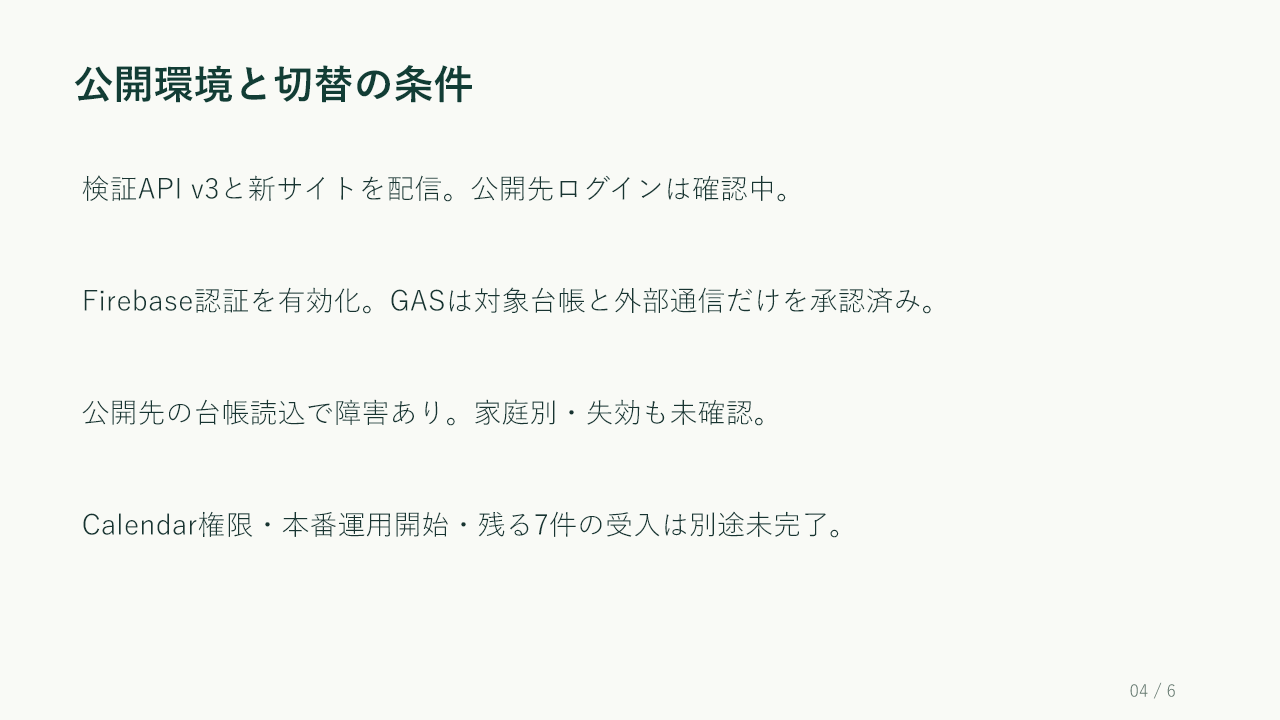 公開環境と切替の条件
検証API v3と新サイトを配信。公開先ログインは確認中。
Firebase認証を有効化。GASは対象台帳と外部通信だけを承認済み。
公開先の台帳読込で障害あり。家庭別・失効も未確認。
Calendar権限・本番運用開始・残る7件の受入は別途未完了。
04 / 6